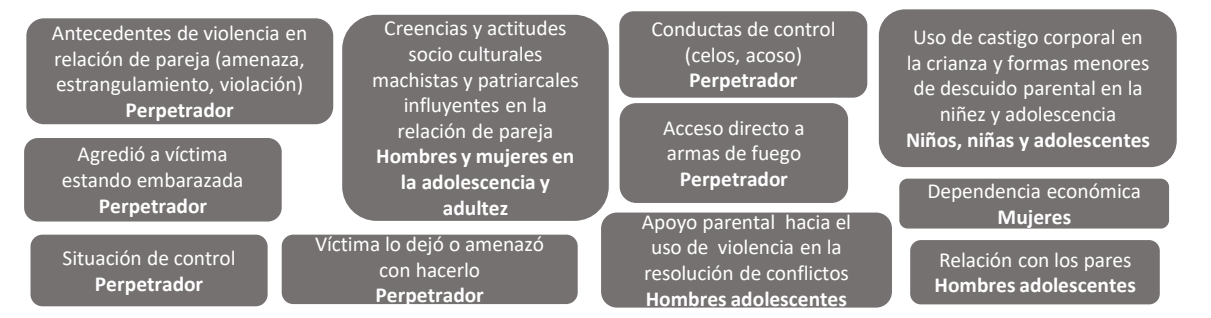 Antecedentes de violencia en
relación de pareja (amenaza,
estrangulamiento, violación)
Perpetrador
Agredió a víctima
estando embarazada
Perpetrador
Situación de control
Perpetrador
Creencias y actitudes
socio culturales
machistas y patriarcales
influyentes en la
relación de pareja
Hombres y mujeres en
la adolescencia y
adultez
Víctima lo dejó o amenazó
con hacerlo
Perpetrador
Conductas de control
(celos, acoso)
Perpetrador
Acceso directo a
armas de fuego
Perpetrador
Apoyo parental hacia el
uso de violencia en la
resolución de conflictos
Hombres adolescentes
Uso de castigo corporal en
la crianza y formas menores
de descuido parental en la
niñez y adolescencia
Niños, niñas y adolescentes
Dependencia económica
Mujeres
Relación con los pares
Hombres adolescentes